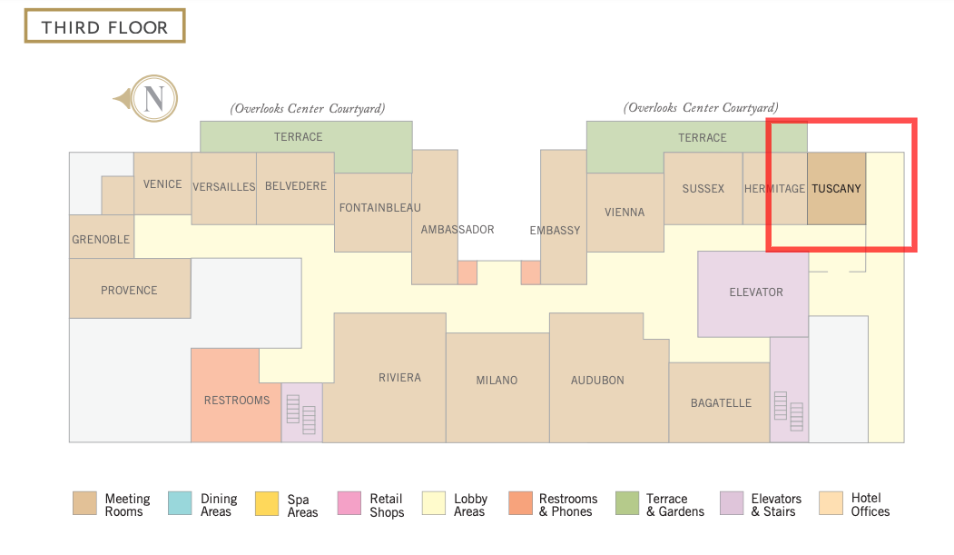 THIRD FLOOR
N
(Overlooks Center Courtyard)
(Overlooks Center Courtyard)
TERRACE
TERRACE
VENICE
VERSAILLES
BELVEDERE
SUSSEX
HERMITAGE
TUSCANY
FONTAINBLEAU
VIENNA
AMBASSADOR
EMBASSY
GRENOBLE
PROVENCE
ELEVATOR
RIVIERA
MILANO
AUDUBON
RESTROOMS
BAGATELLE
Meeting
Rooms
Dining
Areas
Spa
Areas
Retail
Shops
Lobby
Areas
Restrooms
& Phones
Terrace
& Gardens
Elevators
& Stairs
Hotel
Offices